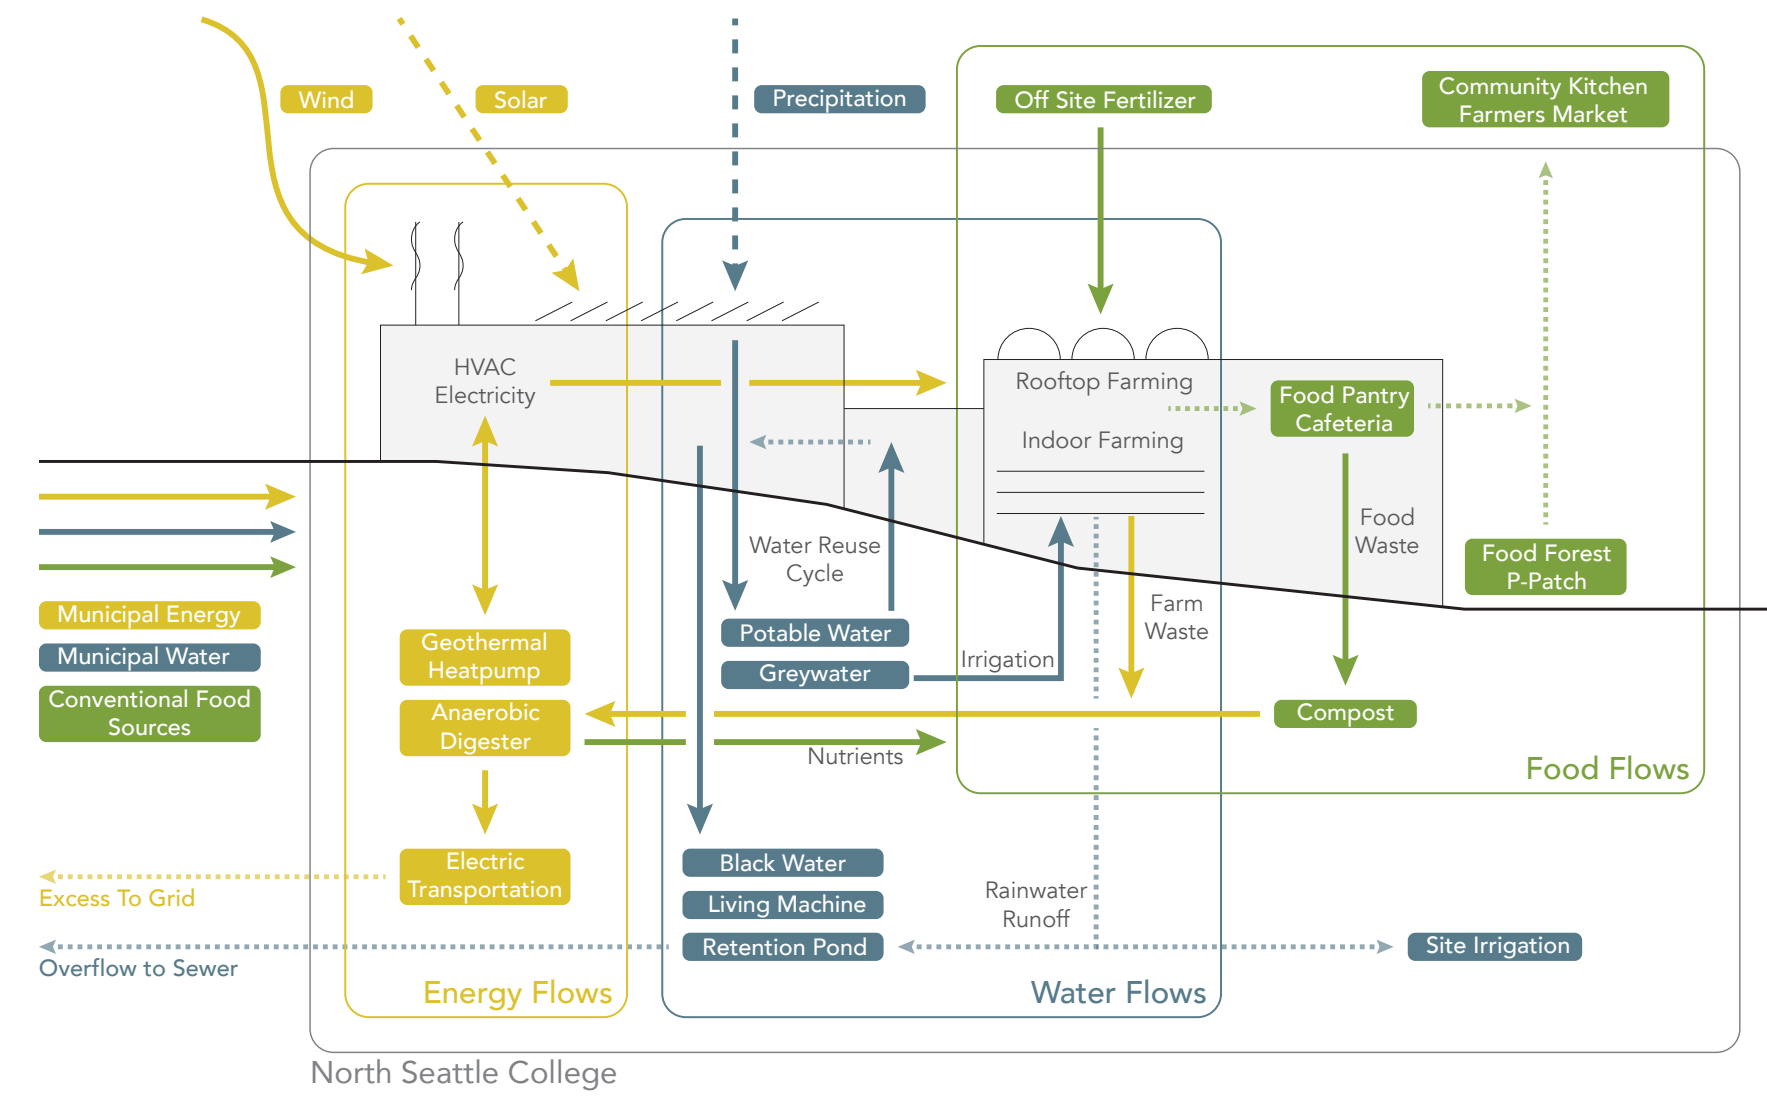 Wind
Solar
Precipitation
Off Site Fertilizer
Community Kitchen
Farmers Market
HVAC
Electricity
Rooftop Farming
Indoor Farming
Food Pantry
Cafeteria
Food
Waste
Food Forest
P-Patch
Water Reuse
Cycle
Municipal Energy
Municipal Water
Conventional Food
Sources
Geothermal
Heatpump
Potable Water
Greywater
Irrigation
Farm
Waste
Anaerobic
Digester
Compost
Nutrients
Food Flows
Electric
Transportation
Excess To Grid
Black Water
Living Machine
Retention Pond
Rainwater
Runoff
Site Irrigation
Overflow to Sewer
Energy Flows
Water Flows
North Seattle College